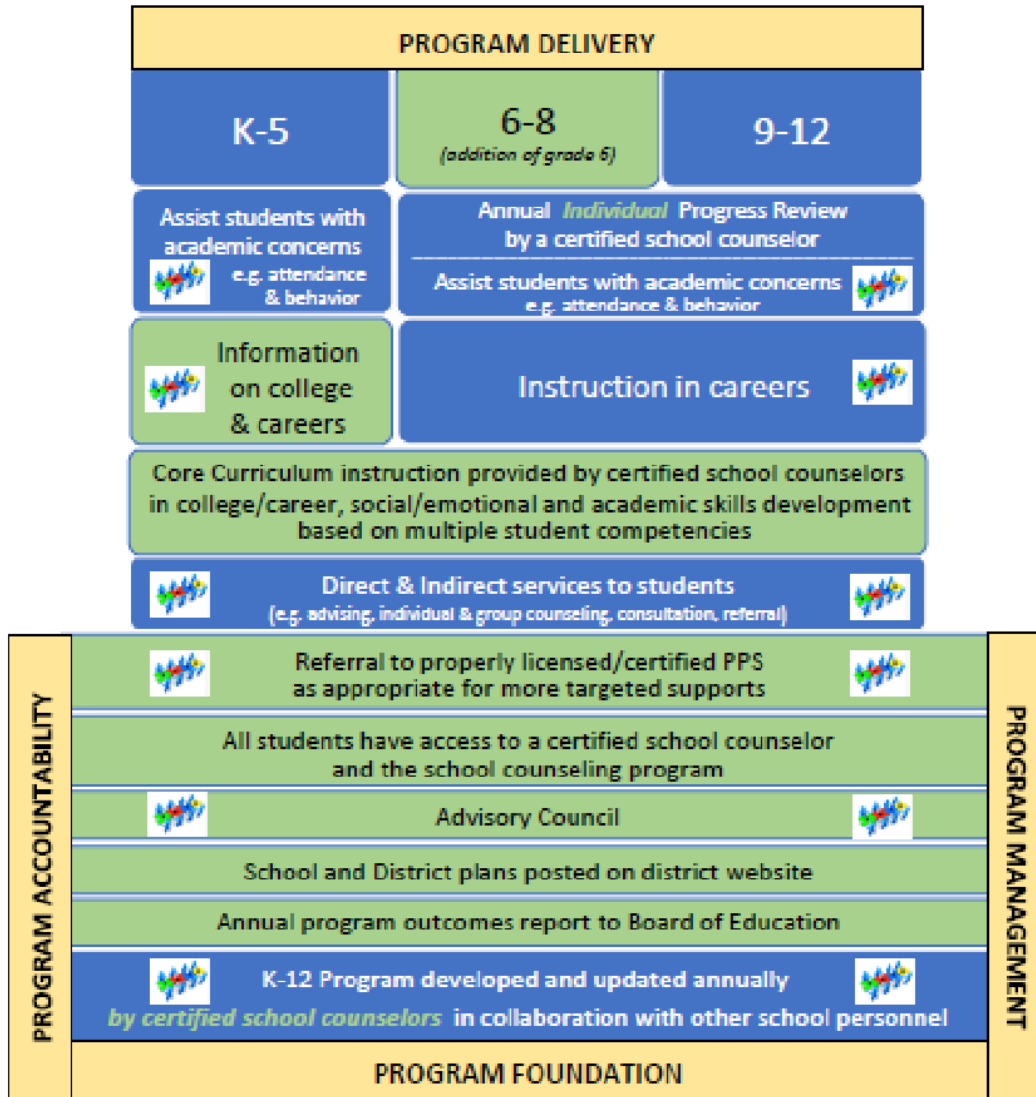 PROGRAM DELIVERY
K-5
6-8
(addition of grade 6)
9-12
Assist students with
academic concerns
e.g. attendance
& behavior
Annual Individual Progress Review
by a certified school counselor
Assist students with academic concerns
e.g. attendance & behavior
Information
on college
& careers
Instruction in careers
Core Curriculum instruction provided by certified school counselors
in college/career, social/emotional and academic skills development
based on multiple student competencies
Direct & Indirect services to students
(e.g. advising, individual & group counseling, consultation, referral)
PROGRAM ACCOUNTABILITY
Referral to properly licensed/certified PPS
as appropriate for more targeted supports
All students have access to a certified school counselor
and the school counseling program
Advisory Council
School and District plans posted on district website
Annual program outcomes report to Board of Education
K-12 Program developed and updated annually
by certified school counselors in collaboration with other school personnel
PROGRAM MANAGEMENT
PROGRAM FOUNDATION